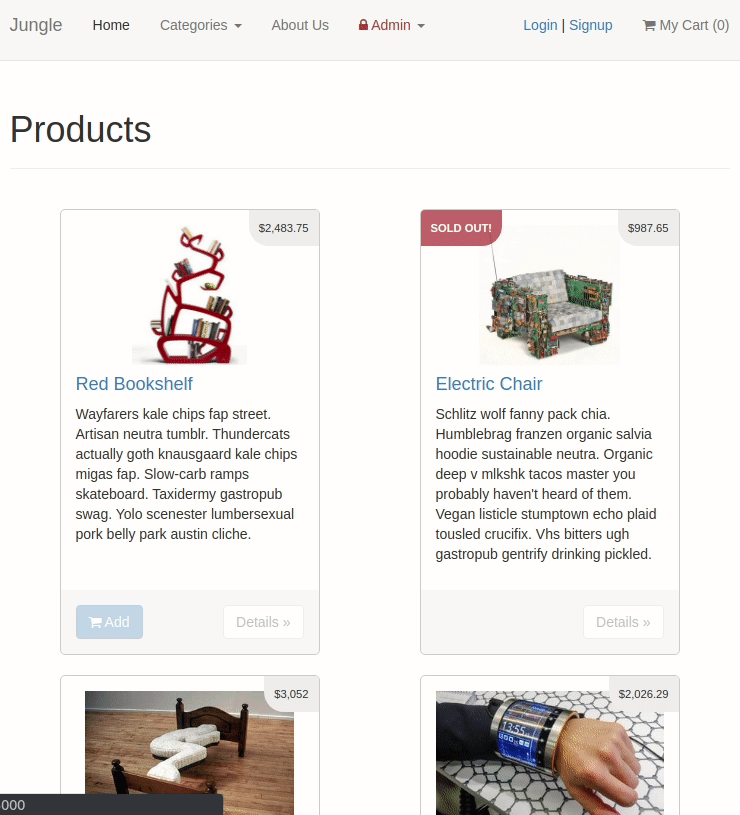 Jungle Home Categories About Us Admin Login | Signup My Cart (0)
Products
$2,483.75
SOLD OUT!
$987.65
Red Bookshelf
Wayfarers kale chips fap street.
Artisan neutra tumblr. Thundercats
actually goth knausgaard kale chips
migas fap. Slow-carb ramps
skateboard. Taxidermy gastropub
swag. Yolo scenester lumbersexual
pork belly park austin cliche.
Add Details »
Electric Chair
Schlitz wolf fanny pack chia.
Humblebrag franzen organic salvia
hoodie sustainable neutra. Organic
deep v mlkshk tacos master you
probably haven't heard of them.
Vegan listicle stumptown echo plaid
tousled crucifix. Vhs bitters ugh
gastropub gentrify drinking pickled.
Details »
$3,052
$2,026.29
13:55
000